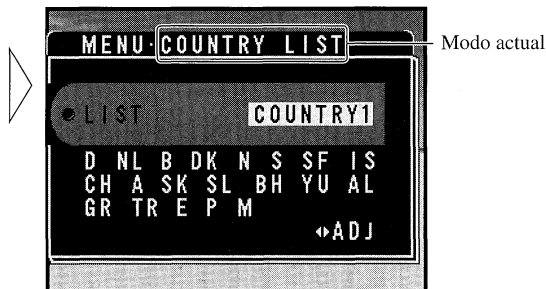 MENU·COUNTRY LIST
Modo actual
LIST COUNTRY1
D NL B DK N S SF IS
CH A SK SL BH YU AL
GR TR E P M
ADJ